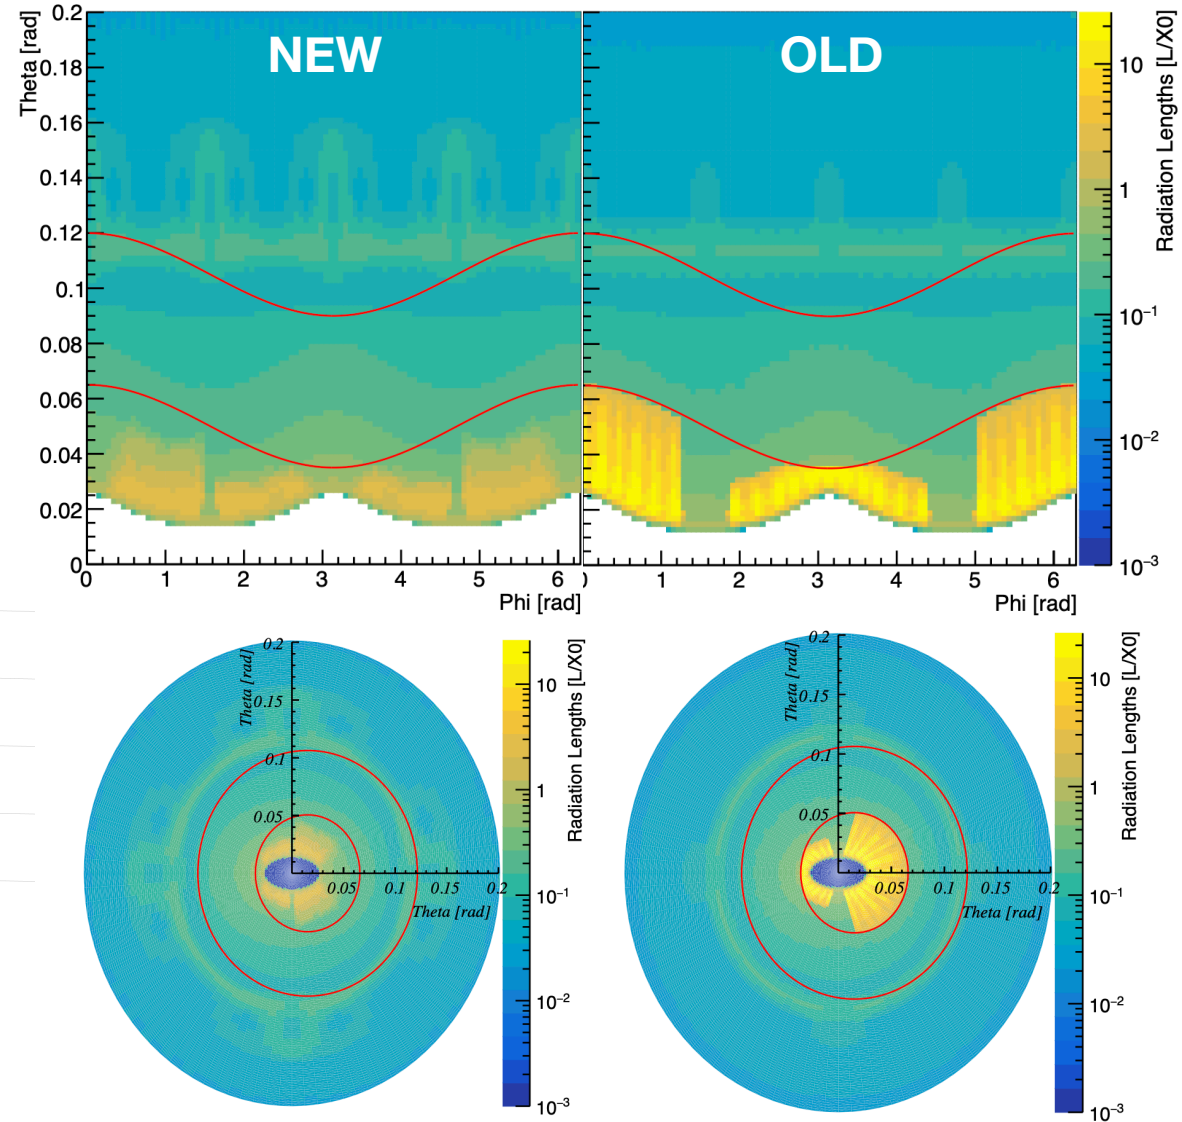 NEW
OLD
Theta [rad]
0.2
0.18
0.16
0.14
0.12
0.1
0.08
0.06
0.04
0.02
0
0 1 2 3 4 5 6
Phi [rad]
1 2 3 4 5 6
Phi [rad]
10
1
10⁻¹
10⁻²
10⁻³
Radiation Lengths [L/X0]
0.2
0.15
0.1
0.05
Theta [rad]
0.05 0.1 0.15 0.2
Theta [rad]
10
1
10⁻¹
10⁻²
10⁻³
Radiation Lengths [L/X0]
0.2
0.15
0.1
0.05
Theta [rad]
0.05 0.1 0.15 0.2
Theta [rad]
10
1
10⁻¹
10⁻²
10⁻³
Radiation Lengths [L/X0]